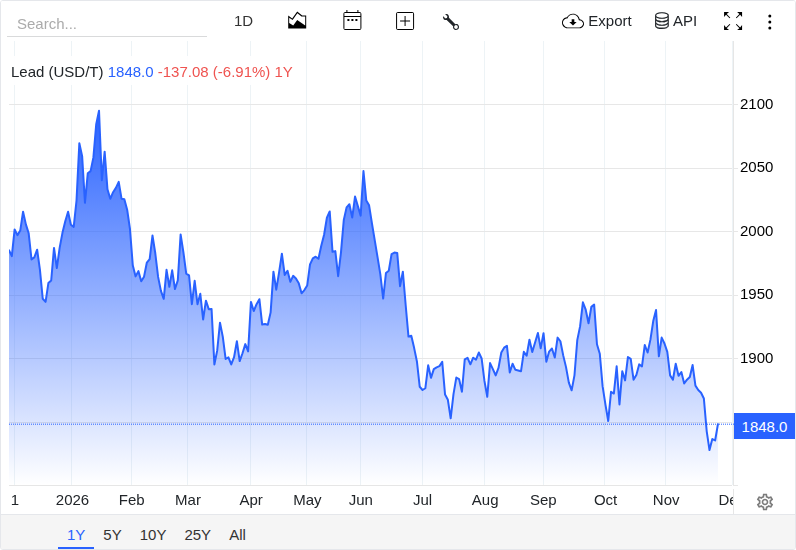 Search... 1D Export API
Lead (USD/T) 1848.0 -137.08 (-6.91%) 1Y
2100
2050
2000
1950
1900
1848.0
1 2026 Feb Mar Apr May Jun Jul Aug Sep Oct Nov De
1Y 5Y 10Y 25Y All